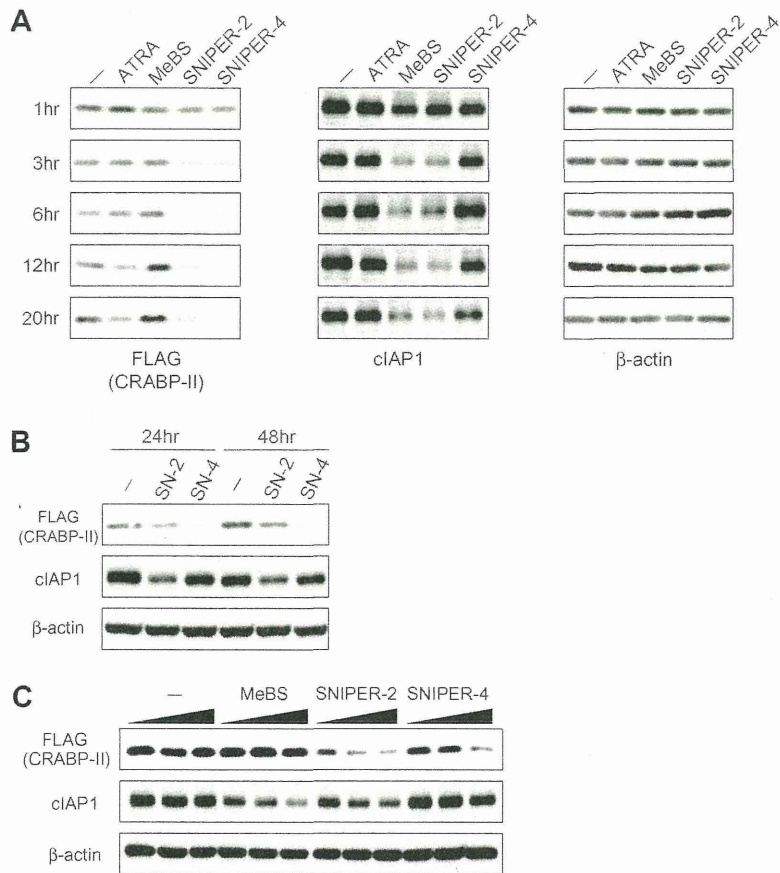 A
— ATRA MeBS SNIPER-2 SNIPER-4
— ATRA MeBS SNIPER-2 SNIPER-4
— ATRA MeBS SNIPER-2 SNIPER-4
1hr
3hr
6hr
12hr
20hr
FLAG
(CRABP-II)
cIAP1
β-actin
B
24hr 48hr
— SN-2 SN-4 — SN-2 SN-4
FLAG
(CRABP-II)
cIAP1
β-actin
C
— MeBS SNIPER-2 SNIPER-4
FLAG
(CRABP-II)
cIAP1
β-actin